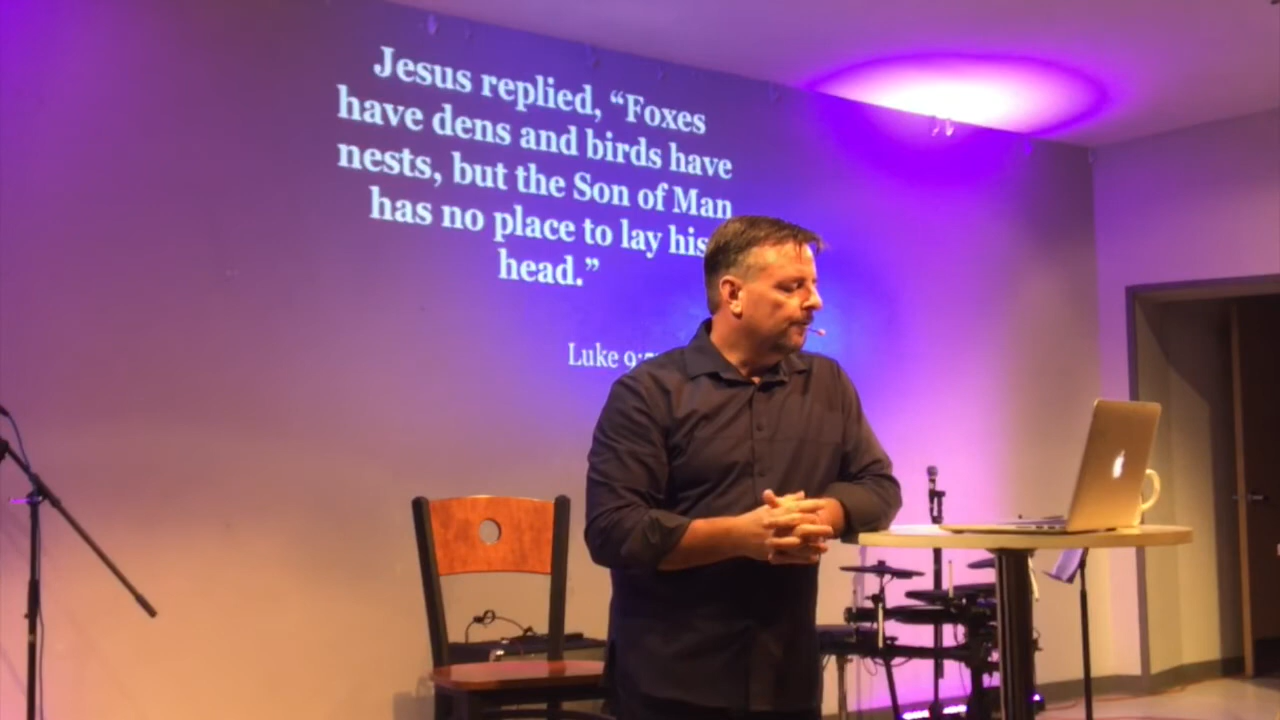 Jesus replied, “Foxes
have dens and birds have
nests, but the Son of Man
has no place to lay his
head.”
Luke